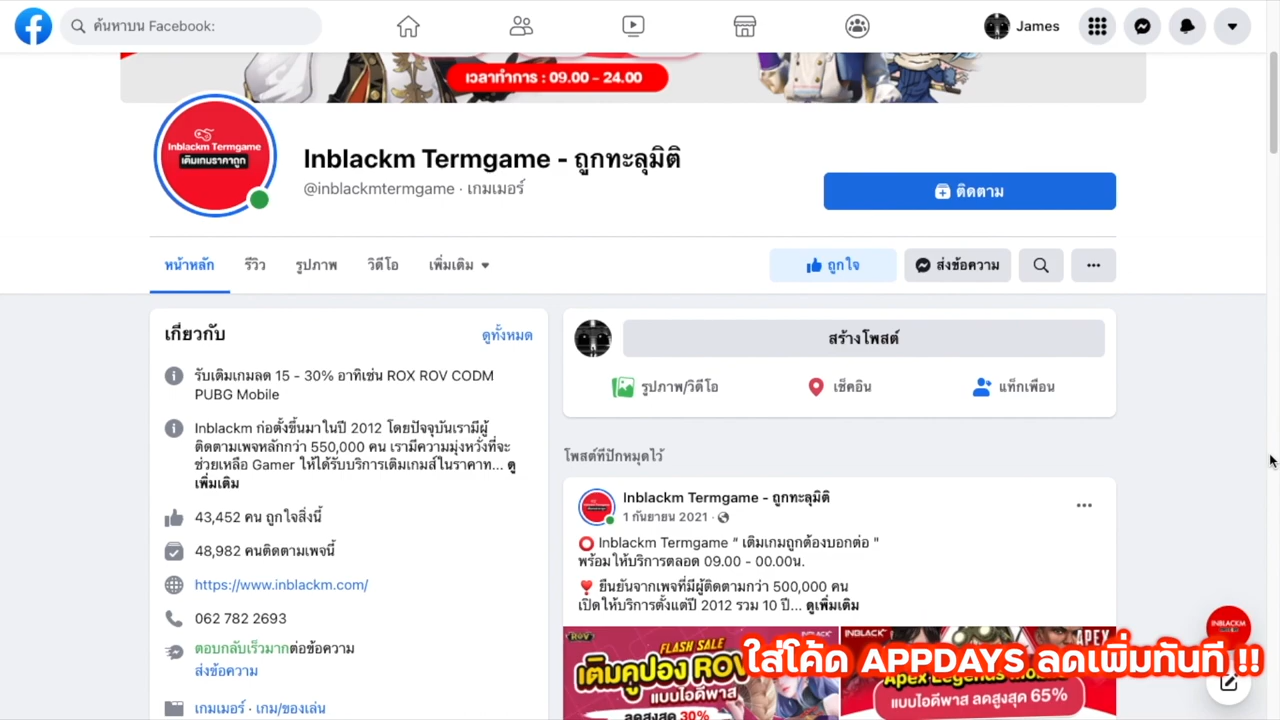 ค้นหาบน Facebook:
James
เวลาทำการ : 09.00 - 24.00
Inblackm Termgame
เติมเกมราคาถูก
Inblackm Termgame - ถูกทะลุมิติ
@inblackmtermgame · เกมเมอร์
ติดตาม
หน้าหลัก
รีวิว
รูปภาพ
วิดีโอ
เพิ่มเติม
ถูกใจ
ส่งข้อความ
เกี่ยวกับ
ดูทั้งหมด
รับเติมเกมลด 15 - 30% อาทิเช่น ROX ROV CODM
PUBG Mobile
Inblackm ก่อตั้งขึ้นมาในปี 2012 โดยปัจจุบันเรามีผู้
ติดตามเพจหลักกว่า 550,000 คน เรามีความมุ่งหวั่งที่จะ
ช่วยเหลือ Gamer ให้ได้รับบริการเติมเกมส์ในราคาท... ดู
เพิ่มเติม
43,452 คน ถูกใจสิ่งนี้
48,982 คนติดตามเพจนี้
https://www.inblackm.com/
062 782 2693
ตอบกลับเร็วมากต่อข้อความ
ส่งข้อความ
เกมเมอร์ · เกม/ของเล่น
สร้างโพสต์
รูปภาพ/วิดีโอ
เช็คอิน
แท็กเพื่อน
โพสต์ที่ปักหมุดไว้
Inblackm Termgame - ถูกทะลุมิติ
1 กันยายน 2021 ·
⭕ Inblackm Termgame “ เติมเกมถูกต้องบอกต่อ "
พร้อมให้บริการตลอด 09.00 - 00.00น.
❣️ ยืนยันจากเพจที่มีผู้ติดตามกว่า 500,000 คน
เปิดให้บริการตั้งแต่ปี 2012 รวม 10 ปี... ดูเพิ่มเติม
ROV
FLASH SALE
เติมคูปอง ROV
แบบไอดีพาส
ลดสูงสุด 30%
INBLACK
APEX
Apex Legends Mobile
แบบไอดีพาส ลดสูงสุด 65%
INBLACKM
ใส่โค้ด APPDAYS ลดเพิ่มทันที !!